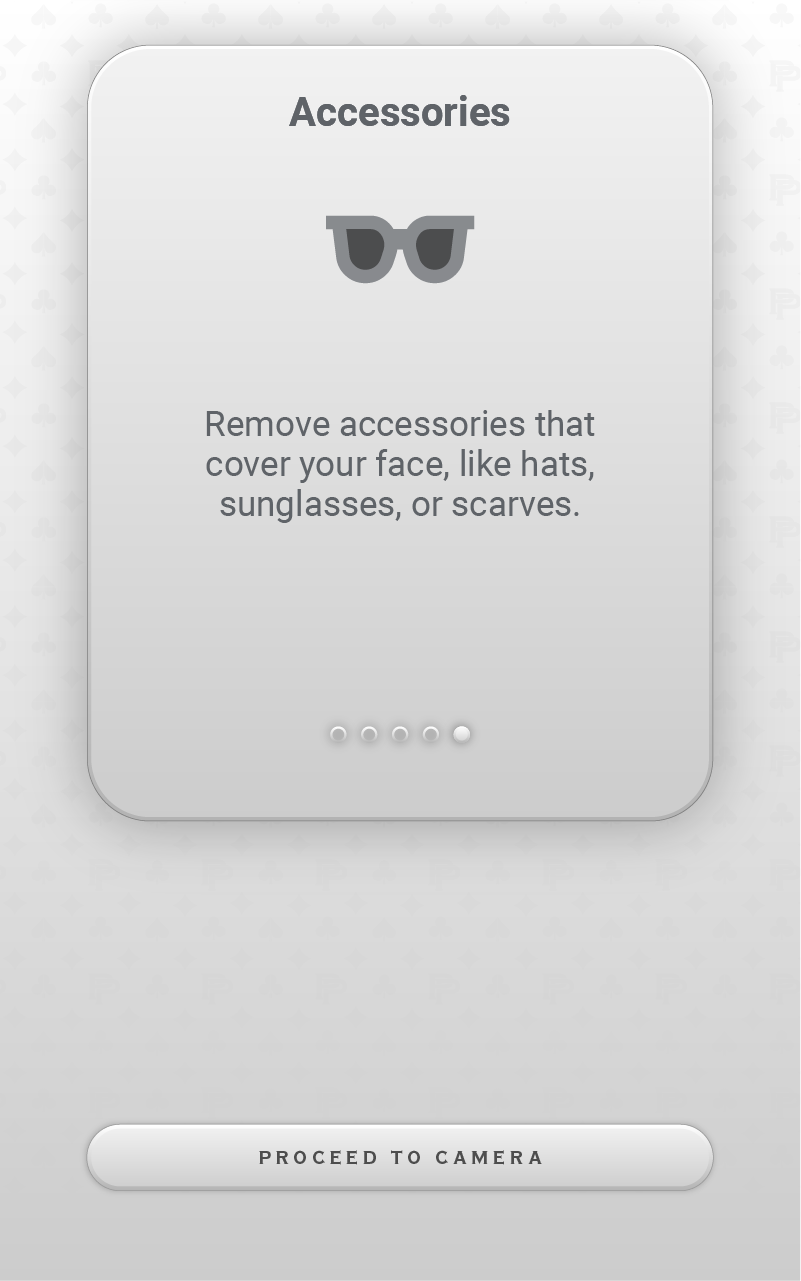 Accessories
Remove accessories that
cover your face, like hats,
sunglasses, or scarves.
PROCEED TO CAMERA